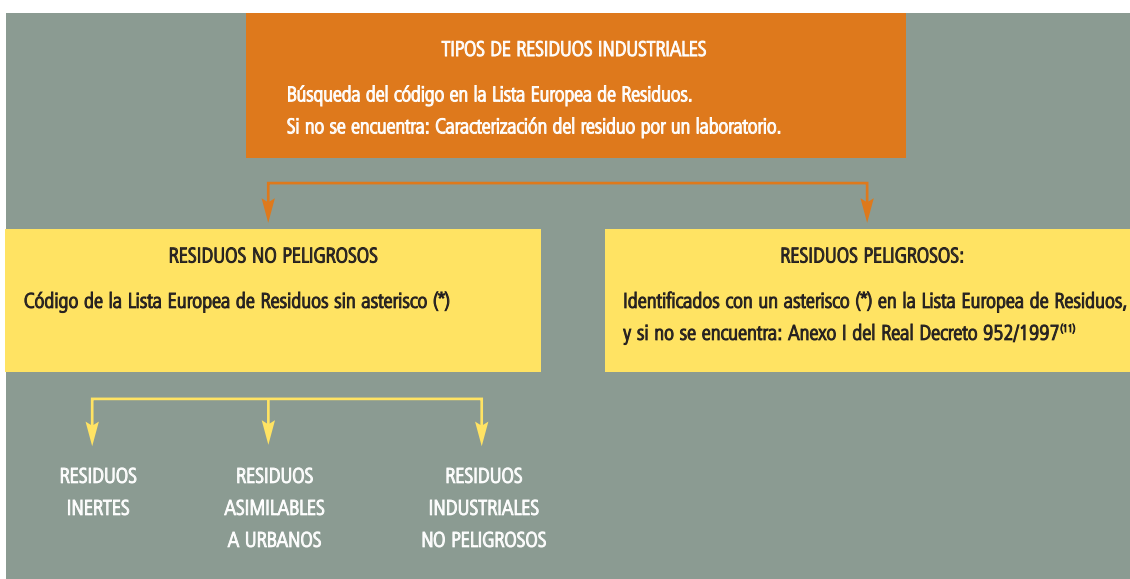 TIPOS DE RESIDUOS INDUSTRIALES
Búsqueda del código en la Lista Europea de Residuos.
Si no se encuentra: Caracterización del residuo por un laboratorio.
RESIDUOS NO PELIGROSOS
Código de la Lista Europea de Residuos sin asterisco (*)
RESIDUOS PELIGROSOS:
Identificados con un asterisco (*) en la Lista Europea de Residuos,
y si no se encuentra: Anexo I del Real Decreto 952/1997(11)
RESIDUOS
INERTES
RESIDUOS
ASIMILABLES
A URBANOS
RESIDUOS
INDUSTRIALES
NO PELIGROSOS